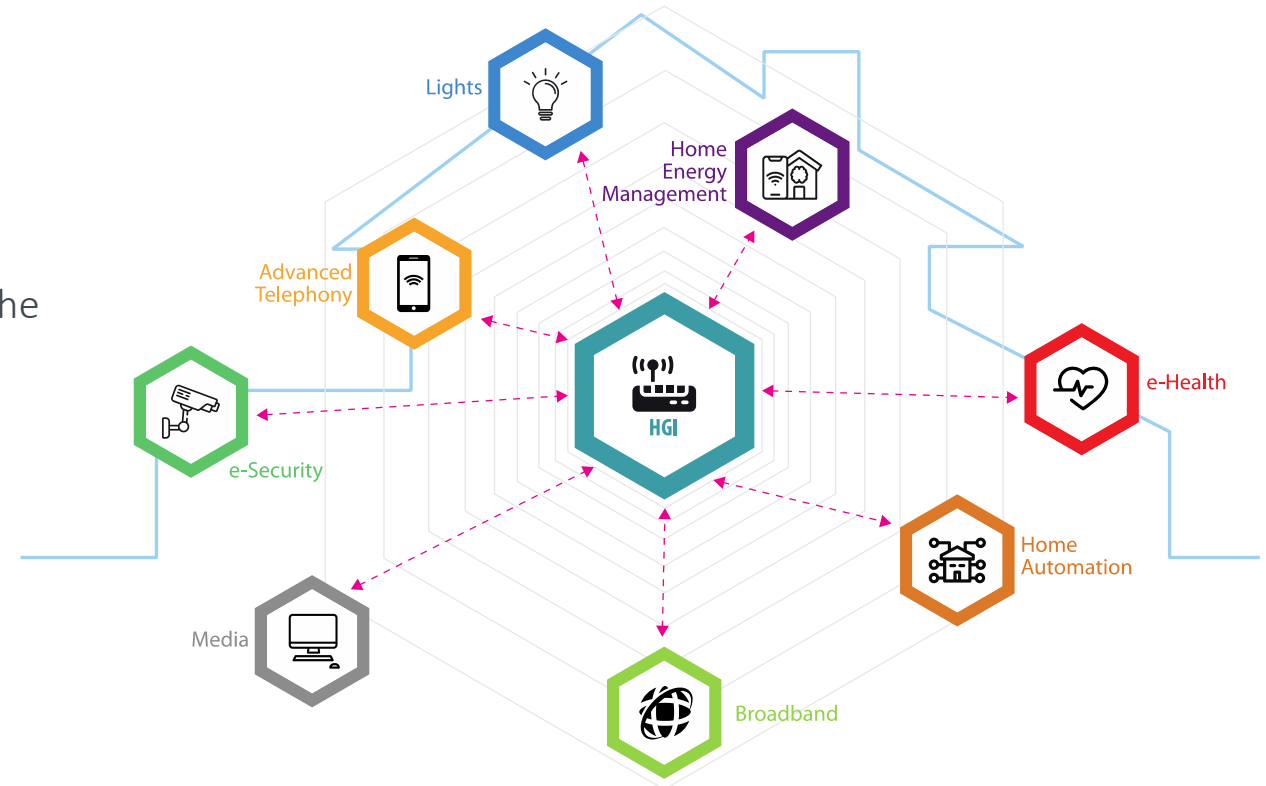 Lights
Home
Energy
Management
Advanced
Telephony
he
HGI
e-Health
e-Security
Home
Automation
Media
Broadband